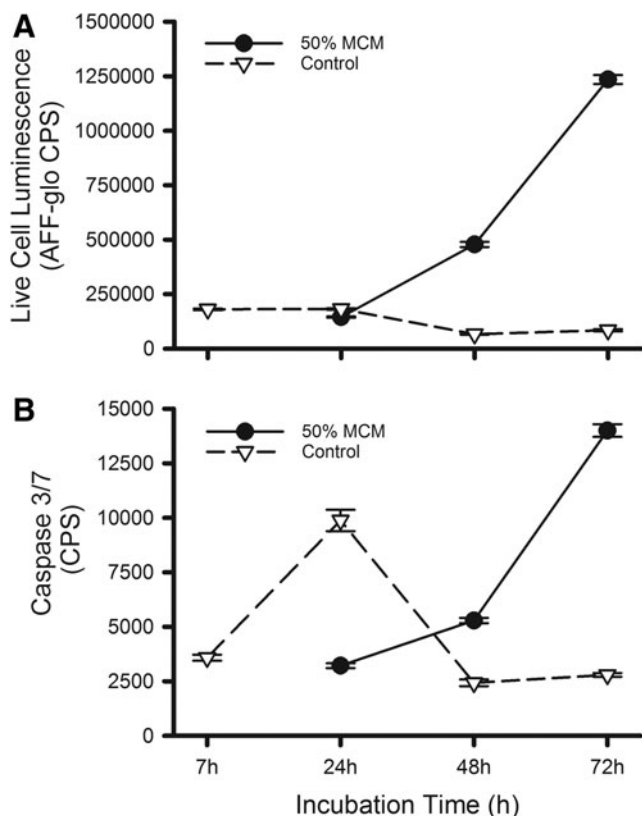 A
Live Cell Luminescence
(AFF-glo CPS)
1500000
1250000
1000000
750000
500000
250000
0
50% MCM
Control
B
Caspase 3/7
(CPS)
15000
12500
10000
7500
5000
2500
0
50% MCM
Control
7h
24h
48h
72h
Incubation Time (h)